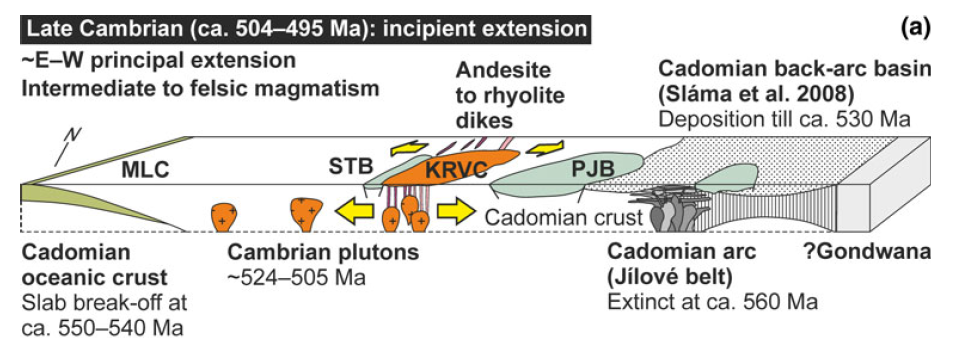 Late Cambrian (ca. 504–495 Ma): incipient extension
(a)
~E–W principal extension
Intermediate to felsic magmatism
Andesite
to rhyolite
dikes
Cadomian back-arc basin
(Sláma et al. 2008)
Deposition till ca. 530 Ma
N
MLC
STB
KRVC
PJB
Cadomian crust
Cadomian
oceanic crust
Slab break-off at
ca. 550–540 Ma
Cambrian plutons
~524–505 Ma
Cadomian arc
(Jílové belt)
Extinct at ca. 560 Ma
?Gondwana